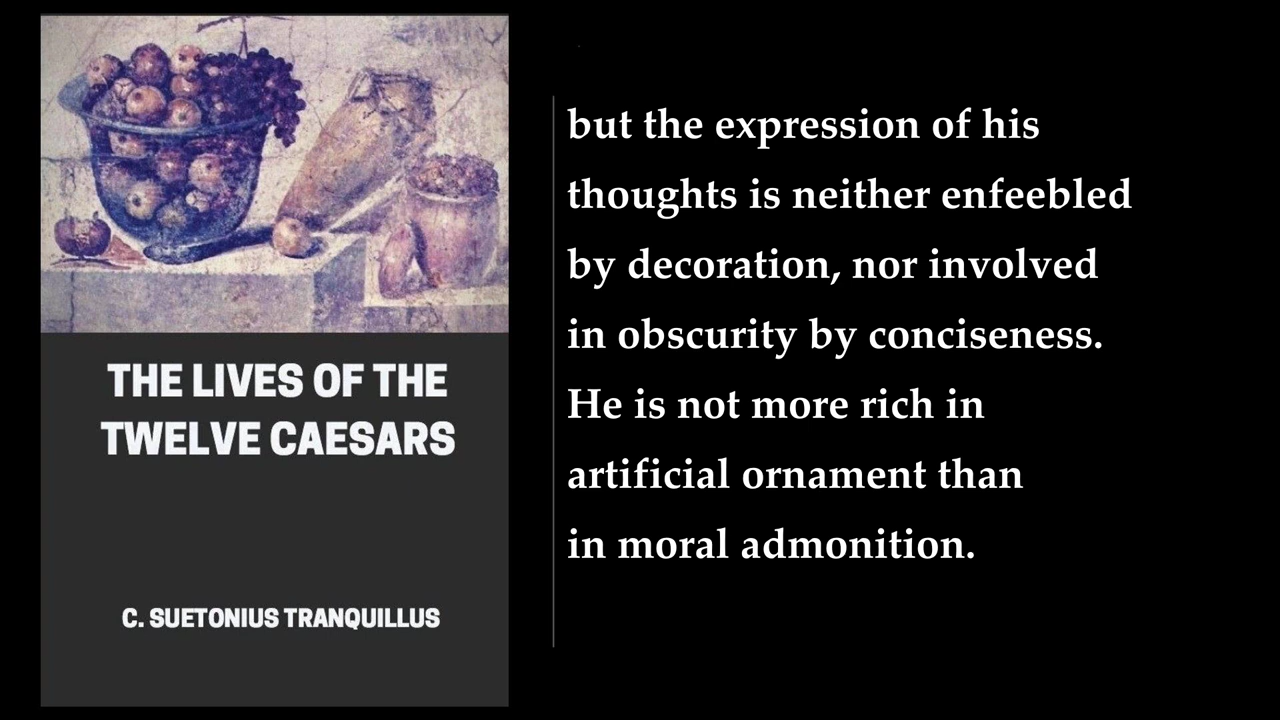 THE LIVES OF THE
TWELVE CAESARS
C. SUETONIUS TRANQUILLUS
but the expression of his
thoughts is neither enfeebled
by decoration, nor involved
in obscurity by conciseness.
He is not more rich in
artificial ornament than
in moral admonition.